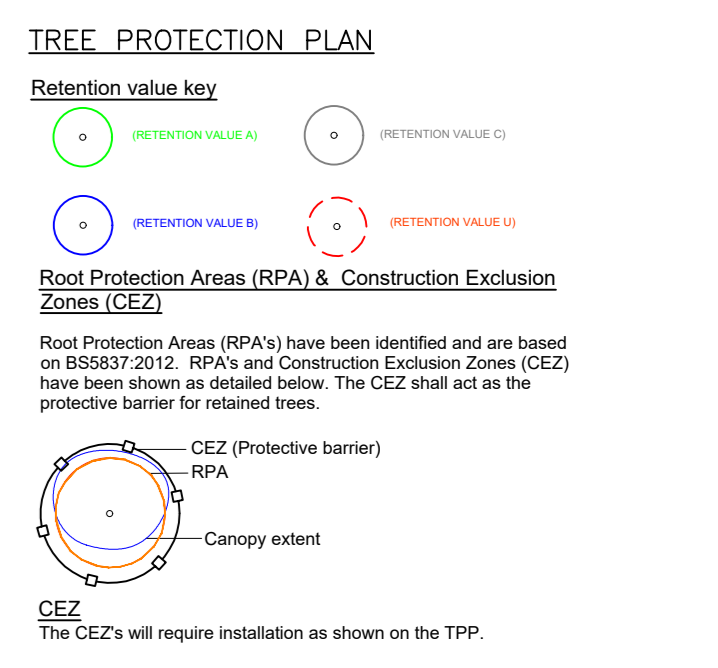 TREE PROTECTION PLAN
Retention value key
(RETENTION VALUE A)
(RETENTION VALUE C)
(RETENTION VALUE B)
(RETENTION VALUE U)
Root Protection Areas (RPA) & Construction Exclusion
Zones (CEZ)
Root Protection Areas (RPA's) have been identified and are based
on BS5837:2012. RPA's and Construction Exclusion Zones (CEZ)
have been shown as detailed below. The CEZ shall act as the
protective barrier for retained trees.
CEZ (Protective barrier)
RPA
Canopy extent
CEZ
The CEZ's will require installation as shown on the TPP.